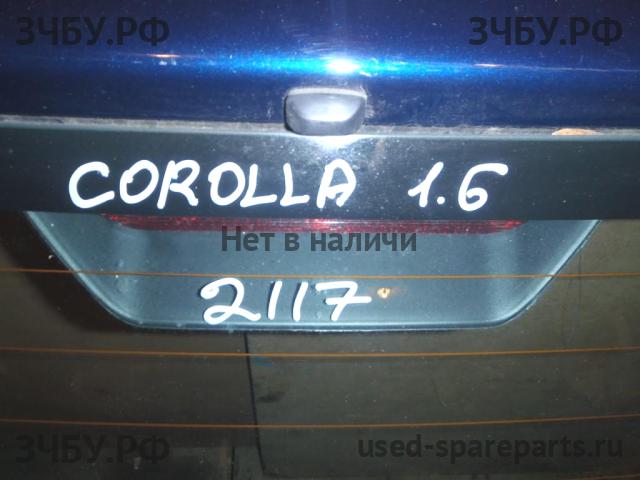 ЗЧБУ.РФ ЗЧБУ.РФ
COROLLA 1.6
Нет в наличи
2117
ЗЧБУ.РФ used-spareparts.ru